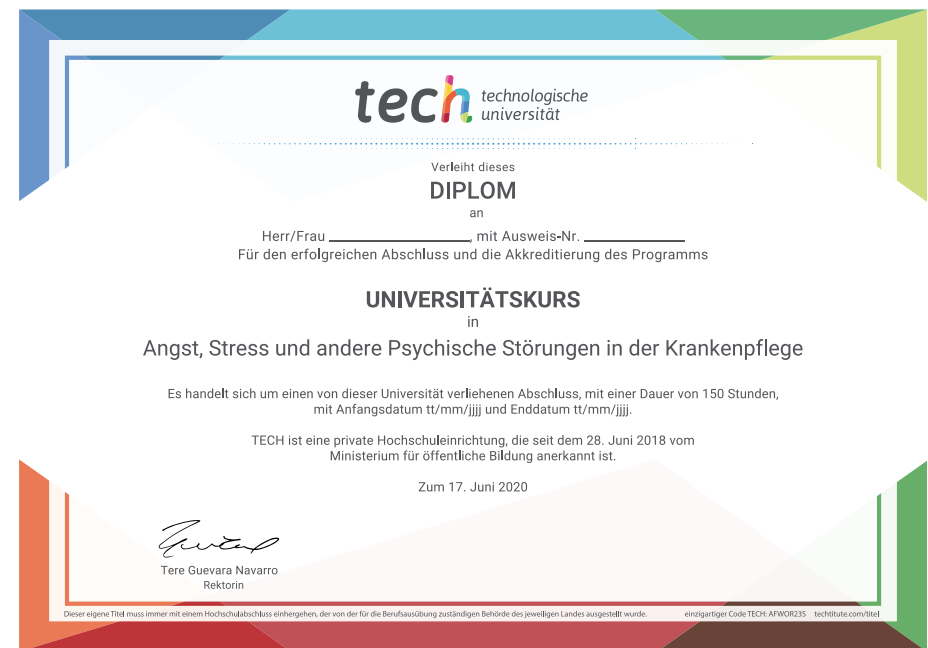 tech technologische
universität
Verleiht dieses
DIPLOM
an
Herr/Frau ____________________, mit Ausweis-Nr. ______________
Für den erfolgreichen Abschluss und die Akkreditierung des Programms
UNIVERSITÄTSKURS
in
Angst, Stress und andere Psychische Störungen in der Krankenpflege
Es handelt sich um einen von dieser Universität verliehenen Abschluss, mit einer Dauer von 150 Stunden,
mit Anfangsdatum tt/mm/jjjj und Enddatum tt/mm/jjjj.
TECH ist eine private Hochschuleinrichtung, die seit dem 28. Juni 2018 vom
Ministerium für öffentliche Bildung anerkannt ist.
Zum 17. Juni 2020
Tere Guevara Navarro
Rektorin
Dieser eigene Titel muss immer mit einem Hochschulabschluss einhergehen, der von der für die Berufsausübung zuständigen Behörde des jeweiligen Landes ausgestellt wurde. einzigartiger Code TECH: AFWOR23S techtitute.com/titel